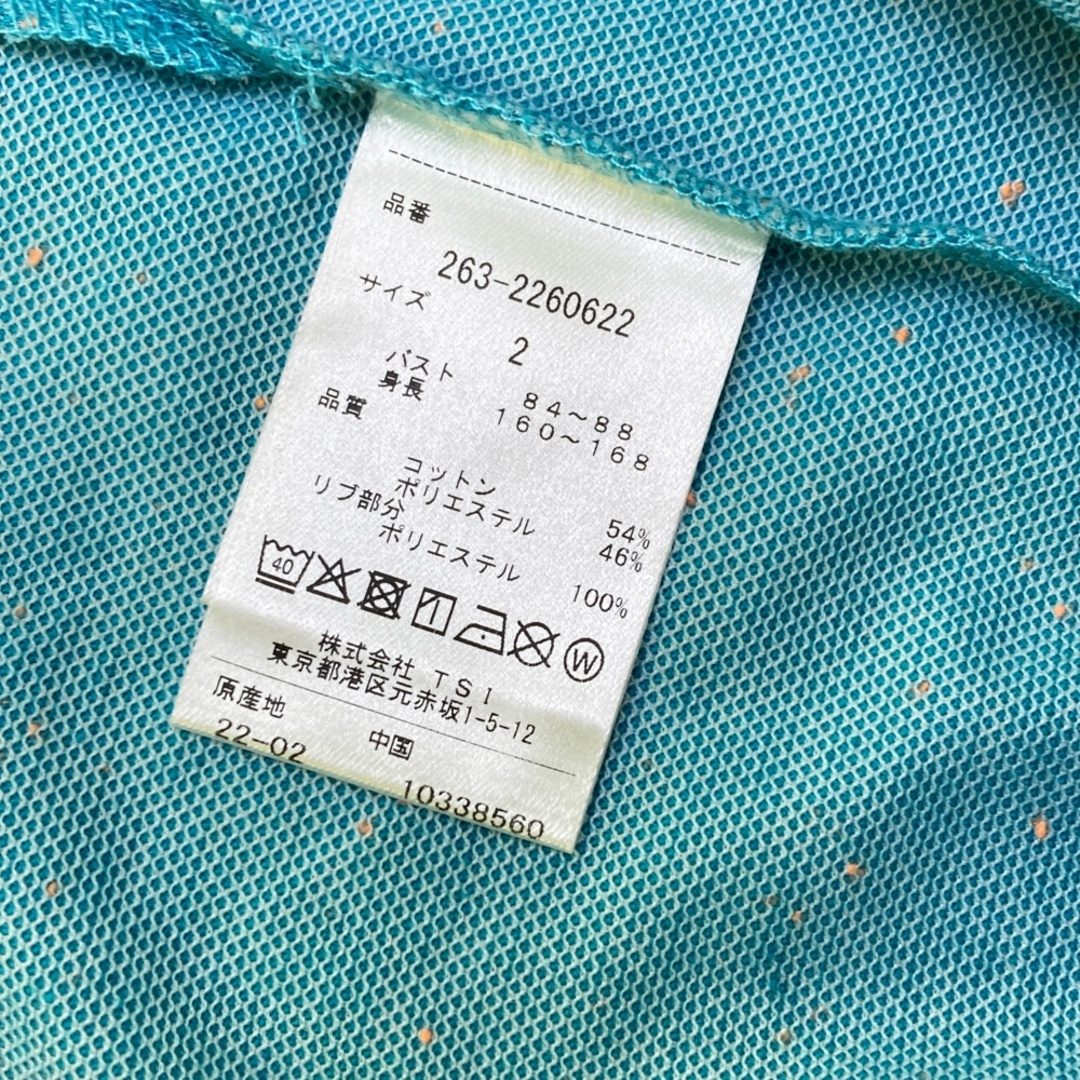 品番
263-2260622
サイズ
2
バスト 84～88
身長 160～168
品質
コットン 54%
ポリエステル 46%
リブ部分
ポリエステル 100%
40
W
株式会社 TSI
東京都港区元赤坂1-5-12
原産地 中国
22-02 10338560